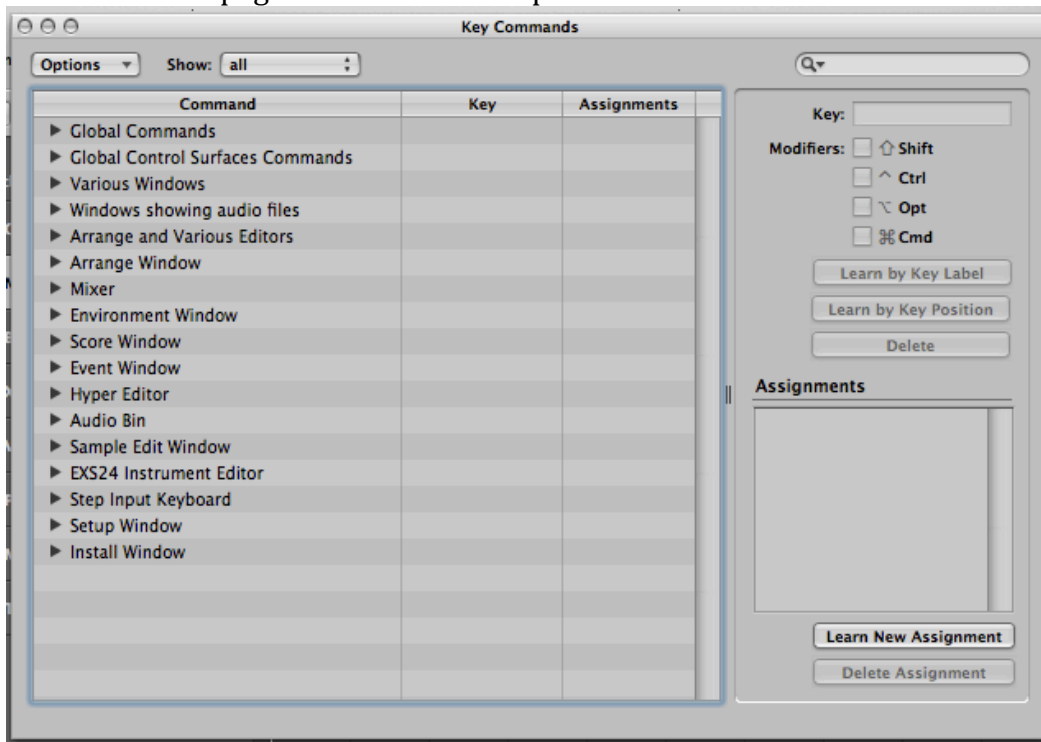 Key Commands
Options Show: all
Command Key Assignments
Global Commands
Global Control Surfaces Commands
Various Windows
Windows showing audio files
Arrange and Various Editors
Arrange Window
Mixer
Environment Window
Score Window
Event Window
Hyper Editor
Audio Bin
Sample Edit Window
EXS24 Instrument Editor
Step Input Keyboard
Setup Window
Install Window
Key:
Modifiers: ⇧ Shift
^ Ctrl
⌥ Opt
⌘ Cmd
Learn by Key Label
Learn by Key Position
Delete
Assignments
Learn New Assignment
Delete Assignment